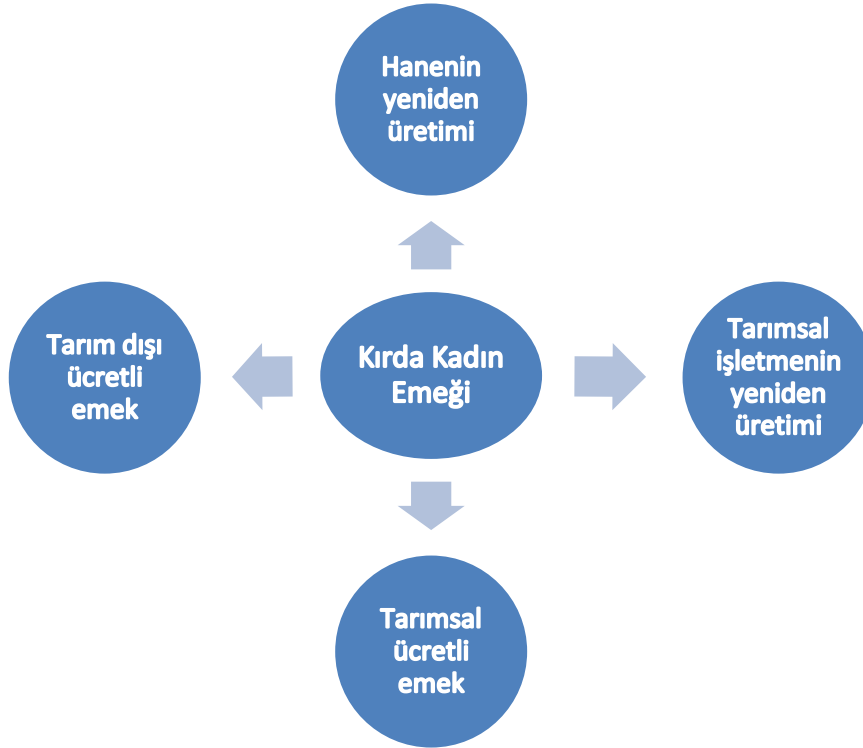 Hanenin
yeniden
üretimi
Tarım dışı
ücretli
emek
Kırda Kadın
Emeği
Tarımsal
işletmenin
yeniden
üretimi
Tarımsal
ücretli
emek